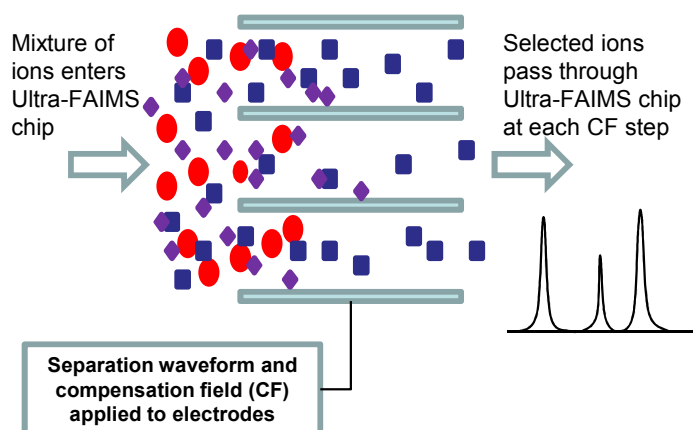 Mixture of
ions enters
Ultra-FAIMS
chip
Selected ions
pass through
Ultra-FAIMS chip
at each CF step
Separation waveform and
compensation field (CF)
applied to electrodes